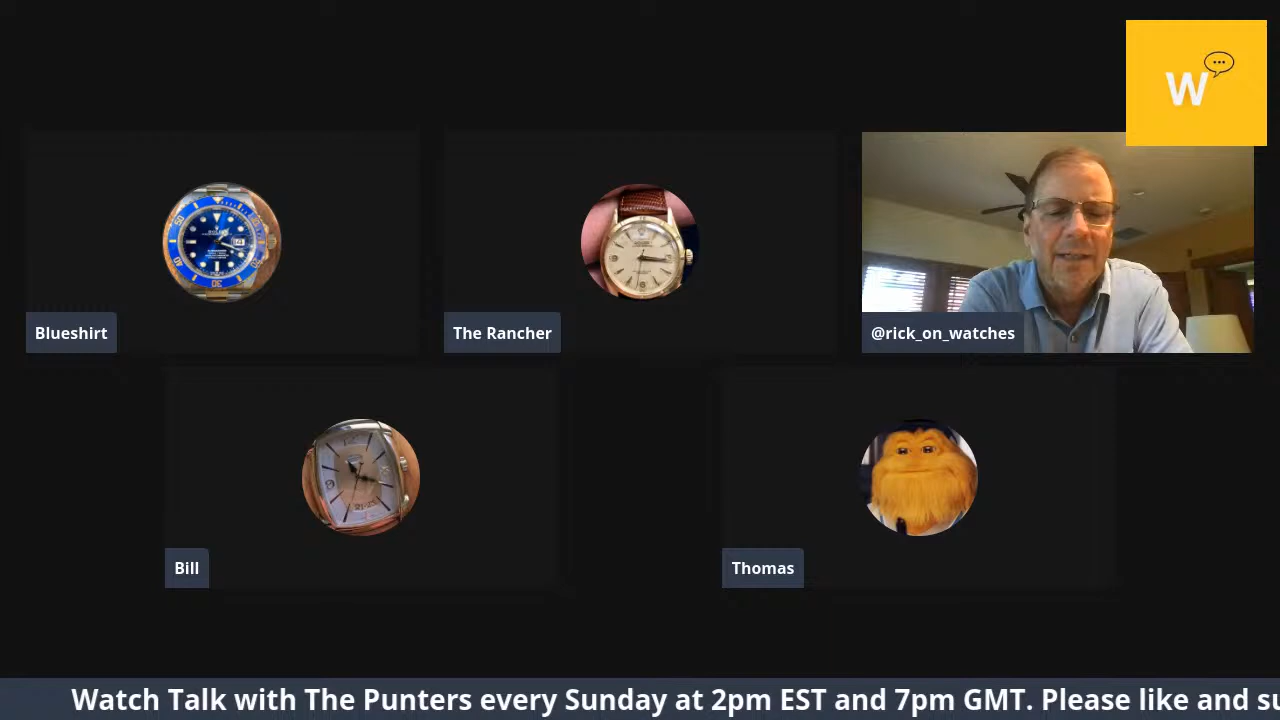 W
Blueshirt
The Rancher
@rick_on_watches
Bill
Thomas
Watch Talk with The Punters every Sunday at 2pm EST and 7pm GMT. Please like and su